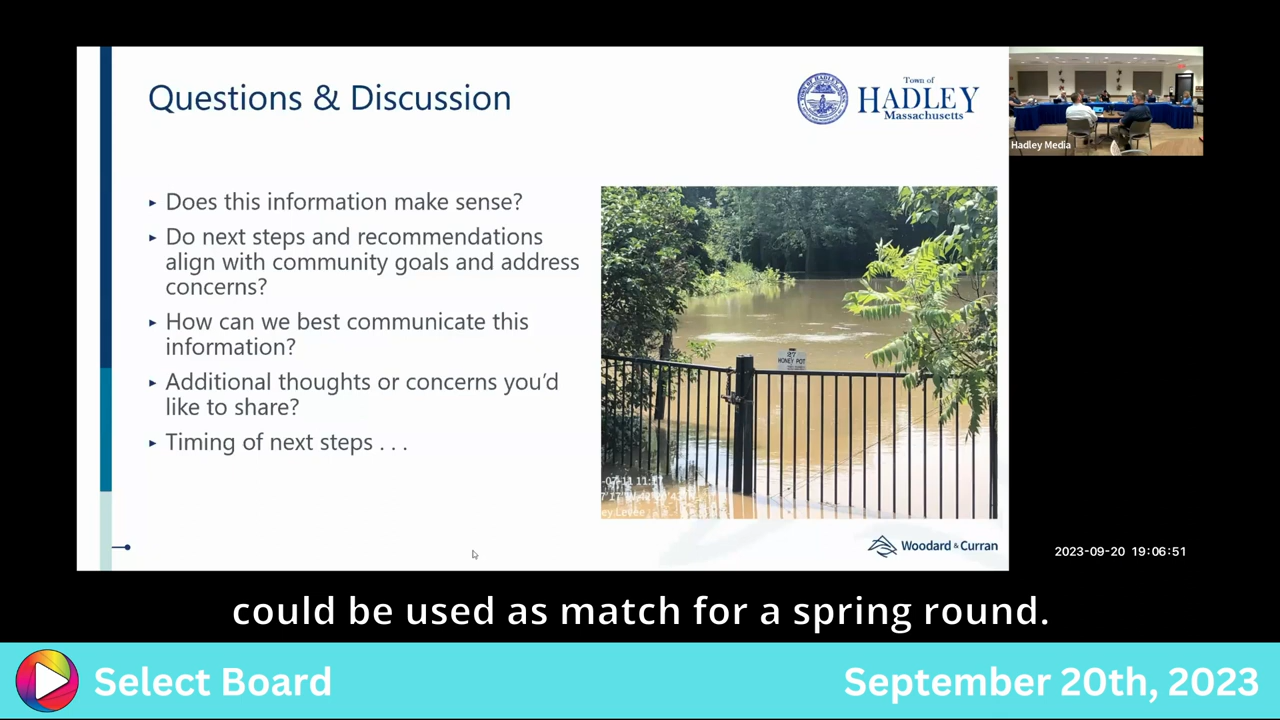 Questions & Discussion
Town of
HADLEY
Massachusetts
Hadley Media
▸ Does this information make sense?
▸ Do next steps and recommendations
align with community goals and address
concerns?
▸ How can we best communicate this
information?
▸ Additional thoughts or concerns you'd
like to share?
▸ Timing of next steps . . .
27
HONEY POT
Woodard & Curran
2023-09-20 19:06:51
could be used as match for a spring round.
Select Board
September 20th, 2023